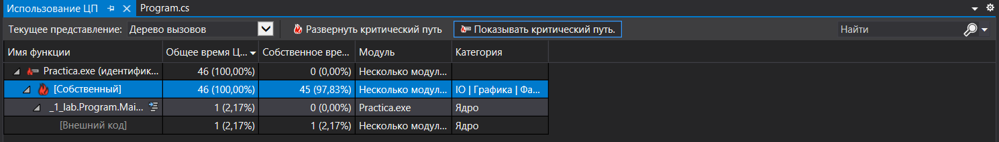 Использование ЦП Program.cs
Текущее представление: Дерево вызовов Развернуть критический путь Показывать критический путь. Найти
Имя функции Общее время Ц... Собственное вре... Модуль Категория
Practica.exe (идентифик... 46 (100,00%) 0 (0,00%) Несколько модул...
[Собственный] 46 (100,00%) 45 (97,83%) Несколько модул... IO | Графика | Фа...
_1_lab.Program.Mai... 1 (2,17%) 0 (0,00%) Practica.exe Ядро
[Внешний код] 1 (2,17%) 1 (2,17%) Несколько модул... Ядро